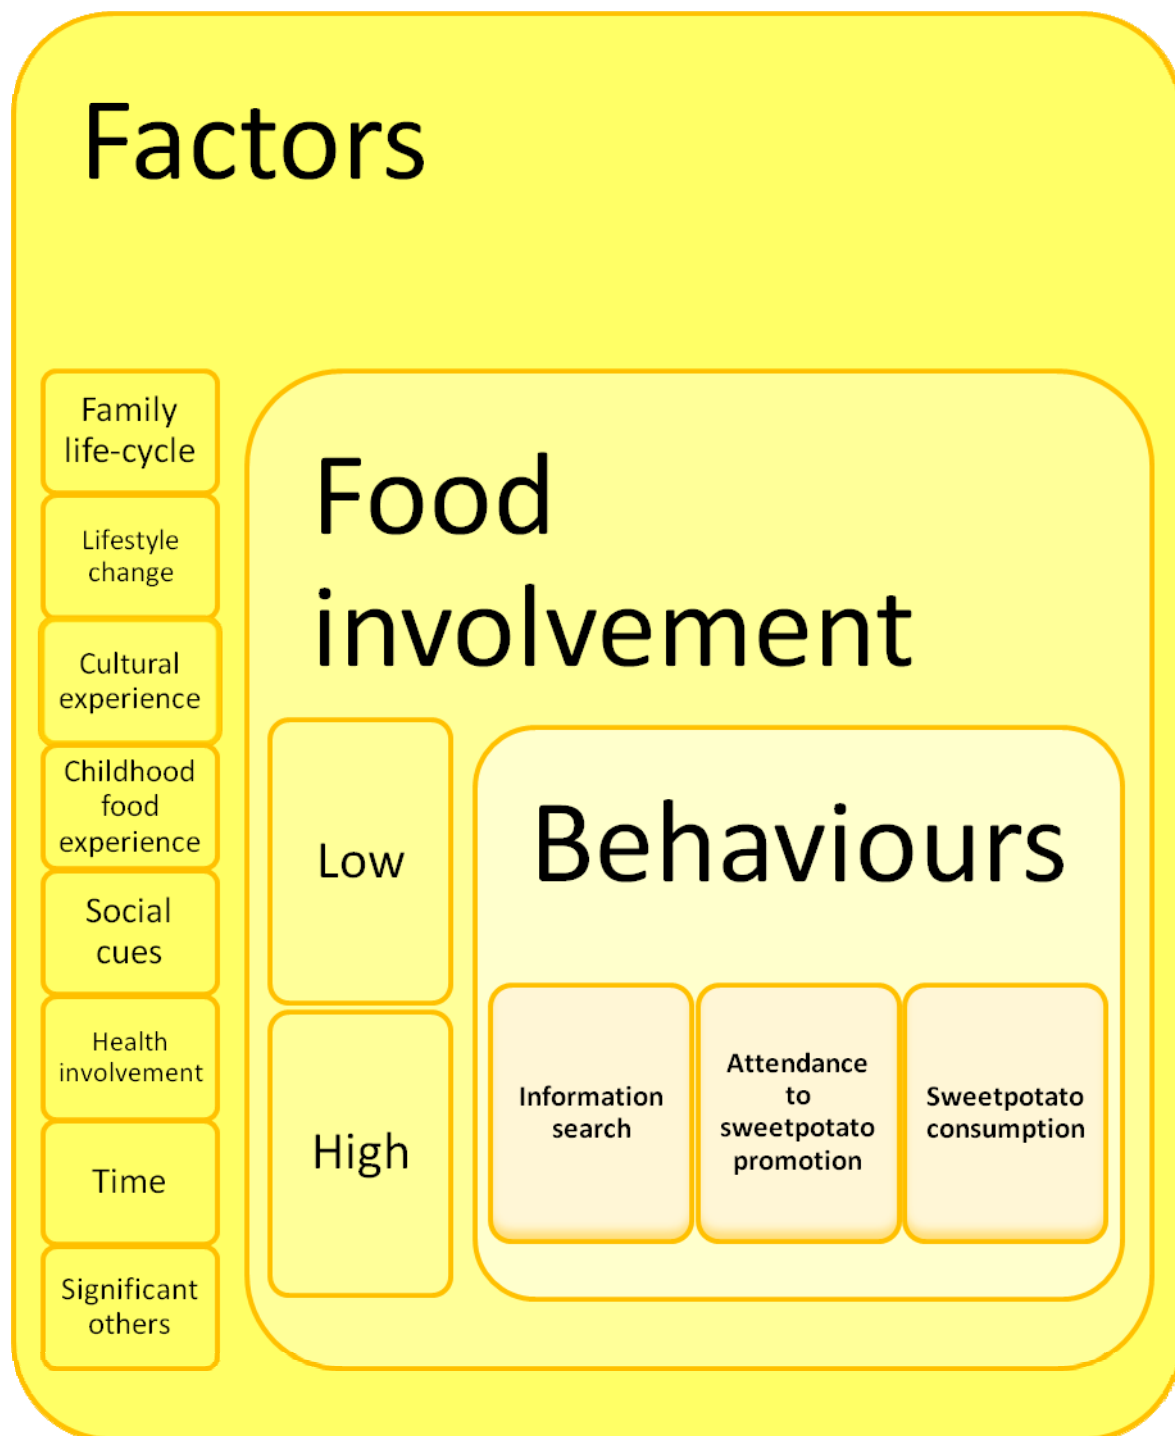 Factors
Family
life-cycle
Lifestyle
change
Cultural
experience
Childhood
food
experience
Social
cues
Health
involvement
Time
Significant
others
Food
involvement
Low
High
Behaviours
Information
search
Attendance
to
sweetpotato
promotion
Sweetpotato
consumption